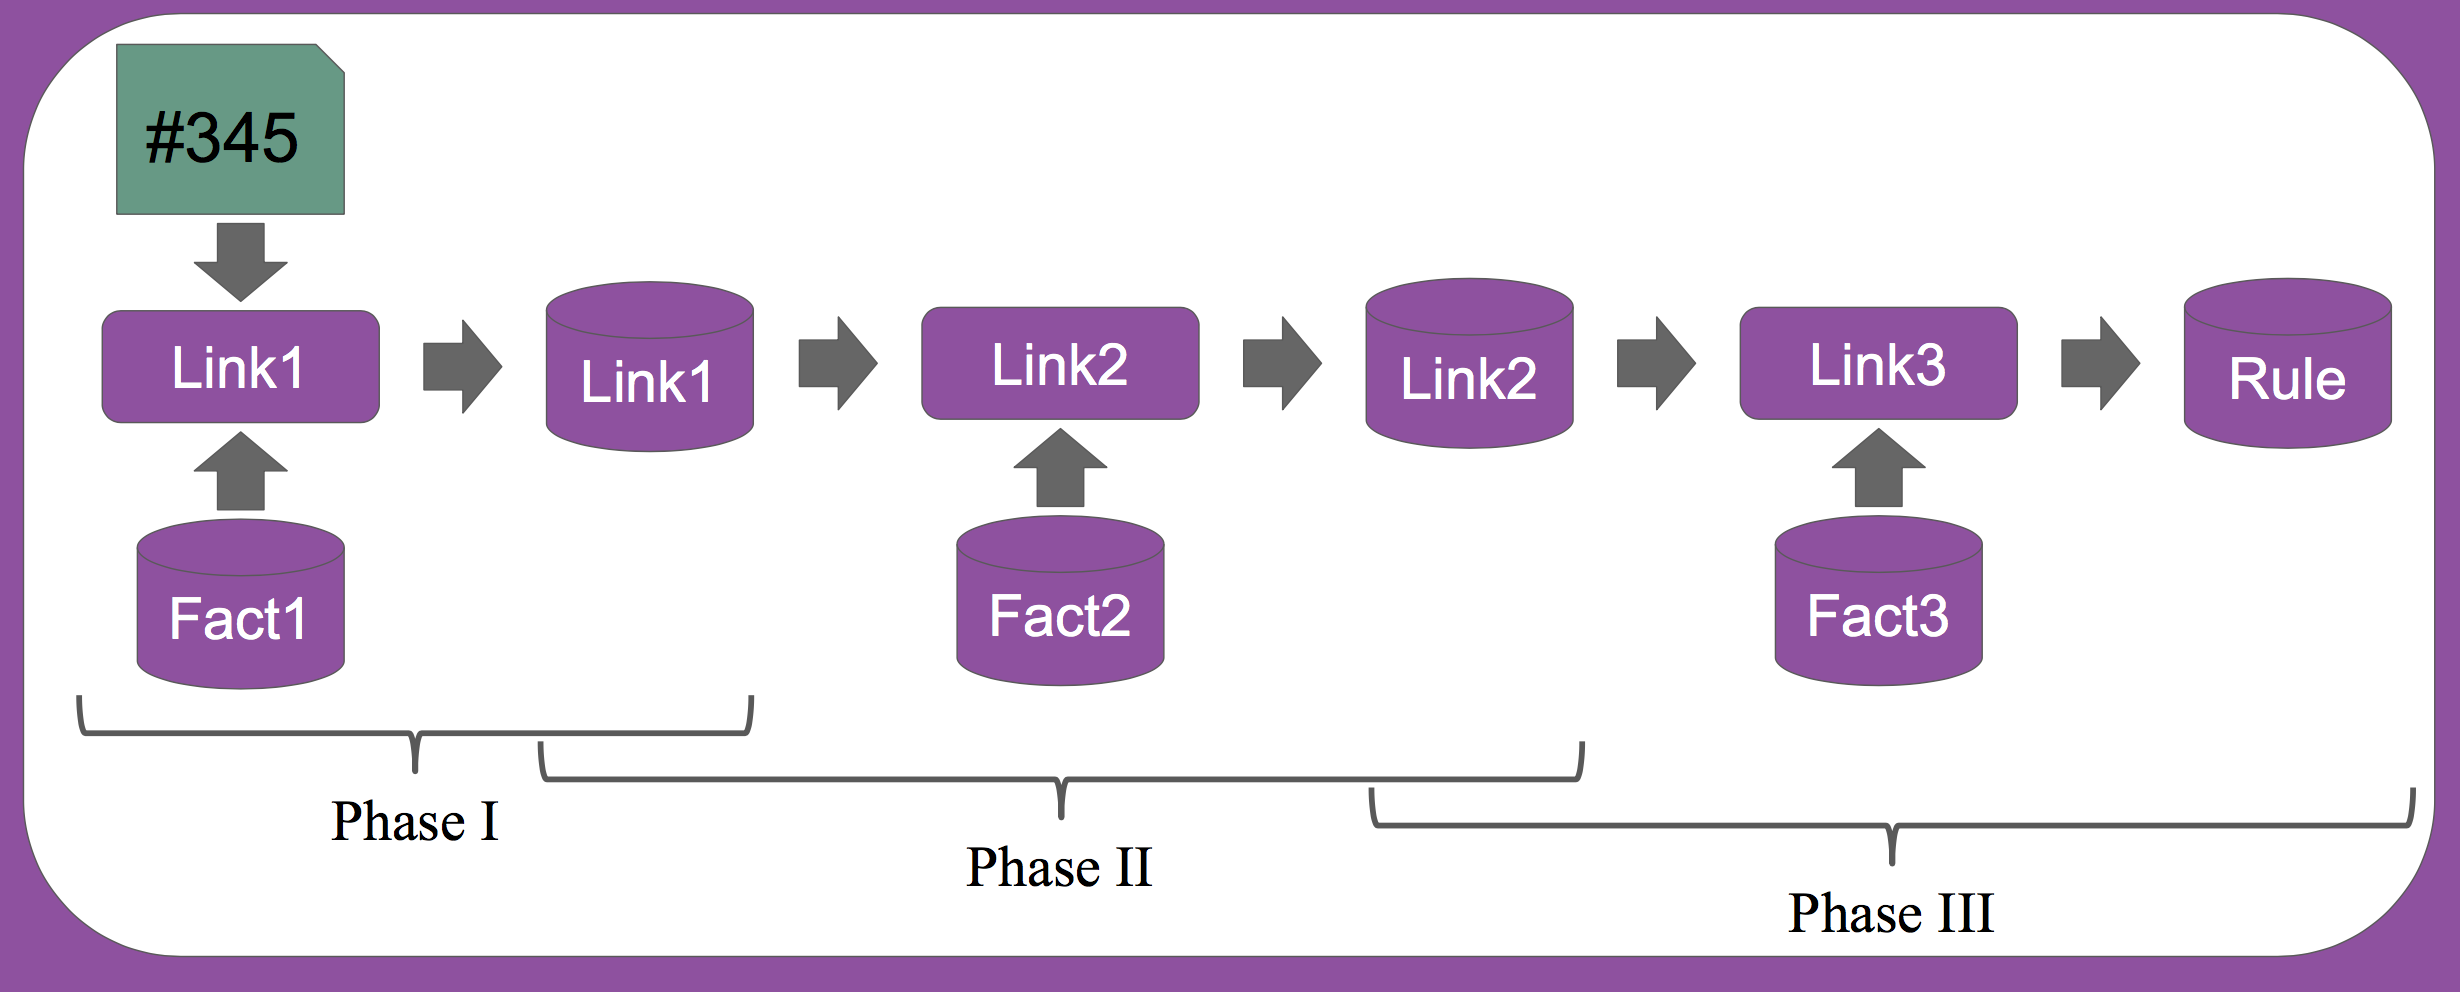 #345
Link1
Link1
Link2
Link2
Link3
Rule
Fact1
Fact2
Fact3
Phase I
Phase II
Phase III